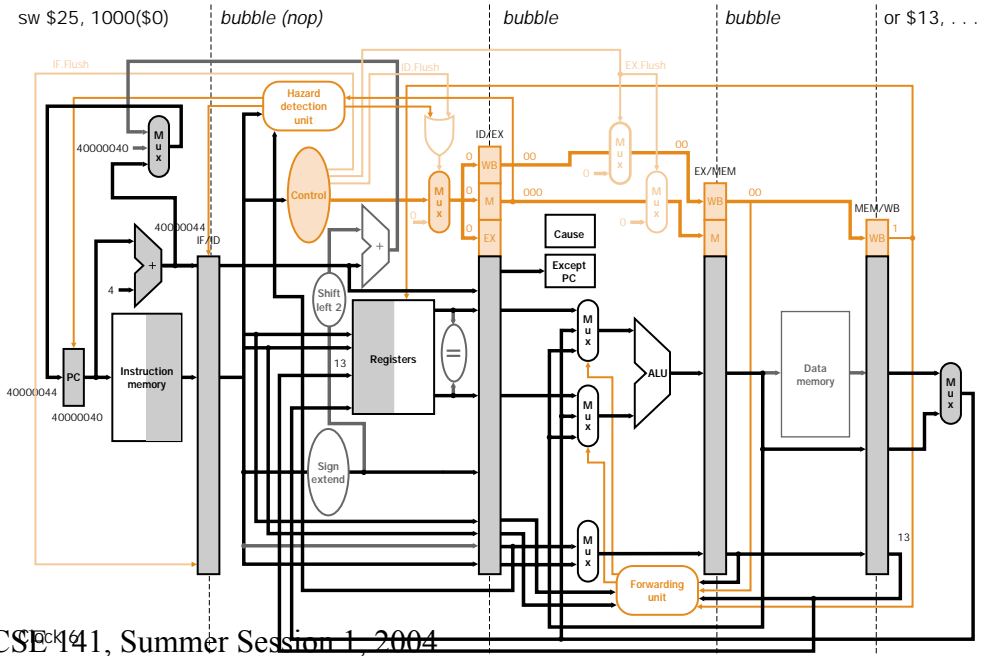 sw $25, 1000($0)
bubble (nop)
bubble
bubble
or $13, . . .
IF.Flush
ID.Flush
EX.Flush
Hazard
detection
unit
40000040
M
u
x
Control
M
u
x
0
0
0
0
ID/EX
WB
M
EX
00
000
M
u
x
0
M
u
x
0
00
EX/MEM
WB
M
00
MEM/WB
WB
1
40000044
IF/ID
+
4
+
Shift
left 2
Cause
Except
PC
PC
40000044
40000040
Instruction
memory
13
Registers
=
M
u
x
M
u
x
ALU
Data
memory
M
u
x
Sign
extend
M
u
x
Forwarding
unit
13
Clock 6
CSE 141, Summer Session 1, 2004